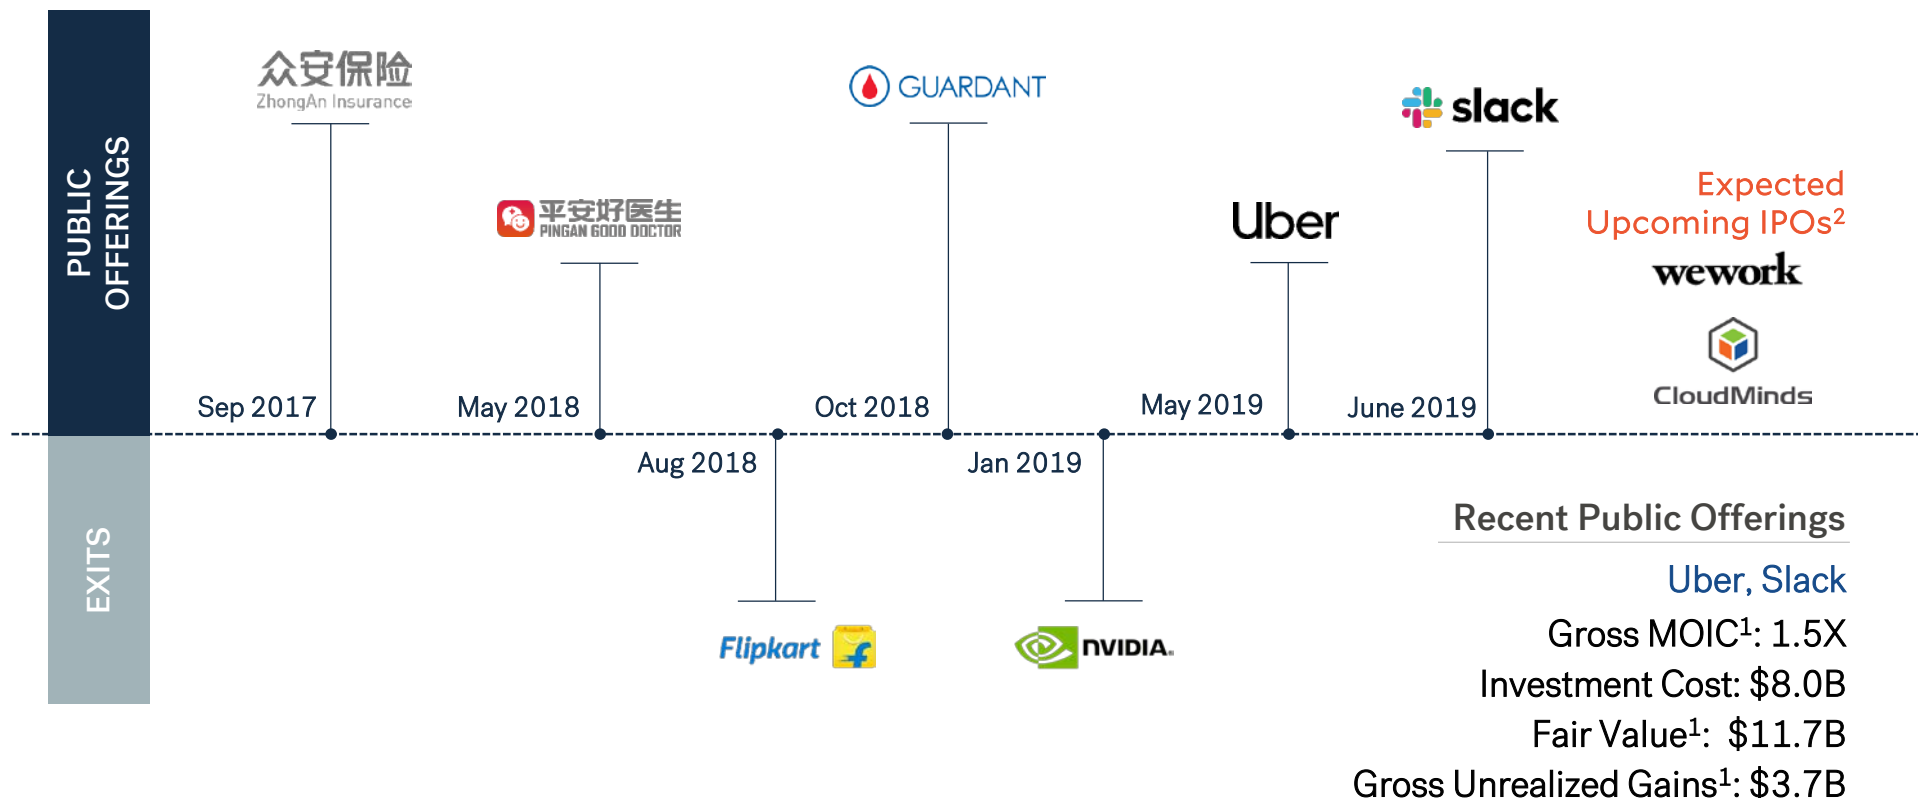 PUBLIC
OFFERINGS
众安保险
ZhongAn Insurance
平安好医生
PINGAN GOOD DOCTOR
GUARDANT
Uber
slack
Expected
Upcoming IPOs²
wework
CloudMinds
Sep 2017
May 2018
Oct 2018
May 2019
June 2019
EXITS
Aug 2018
Jan 2019
Flipkart
f
NVIDIA.
Recent Public Offerings
Uber, Slack
Gross MOIC¹: 1.5X
Investment Cost: $8.0B
Fair Value¹: $11.7B
Gross Unrealized Gains¹: $3.7B